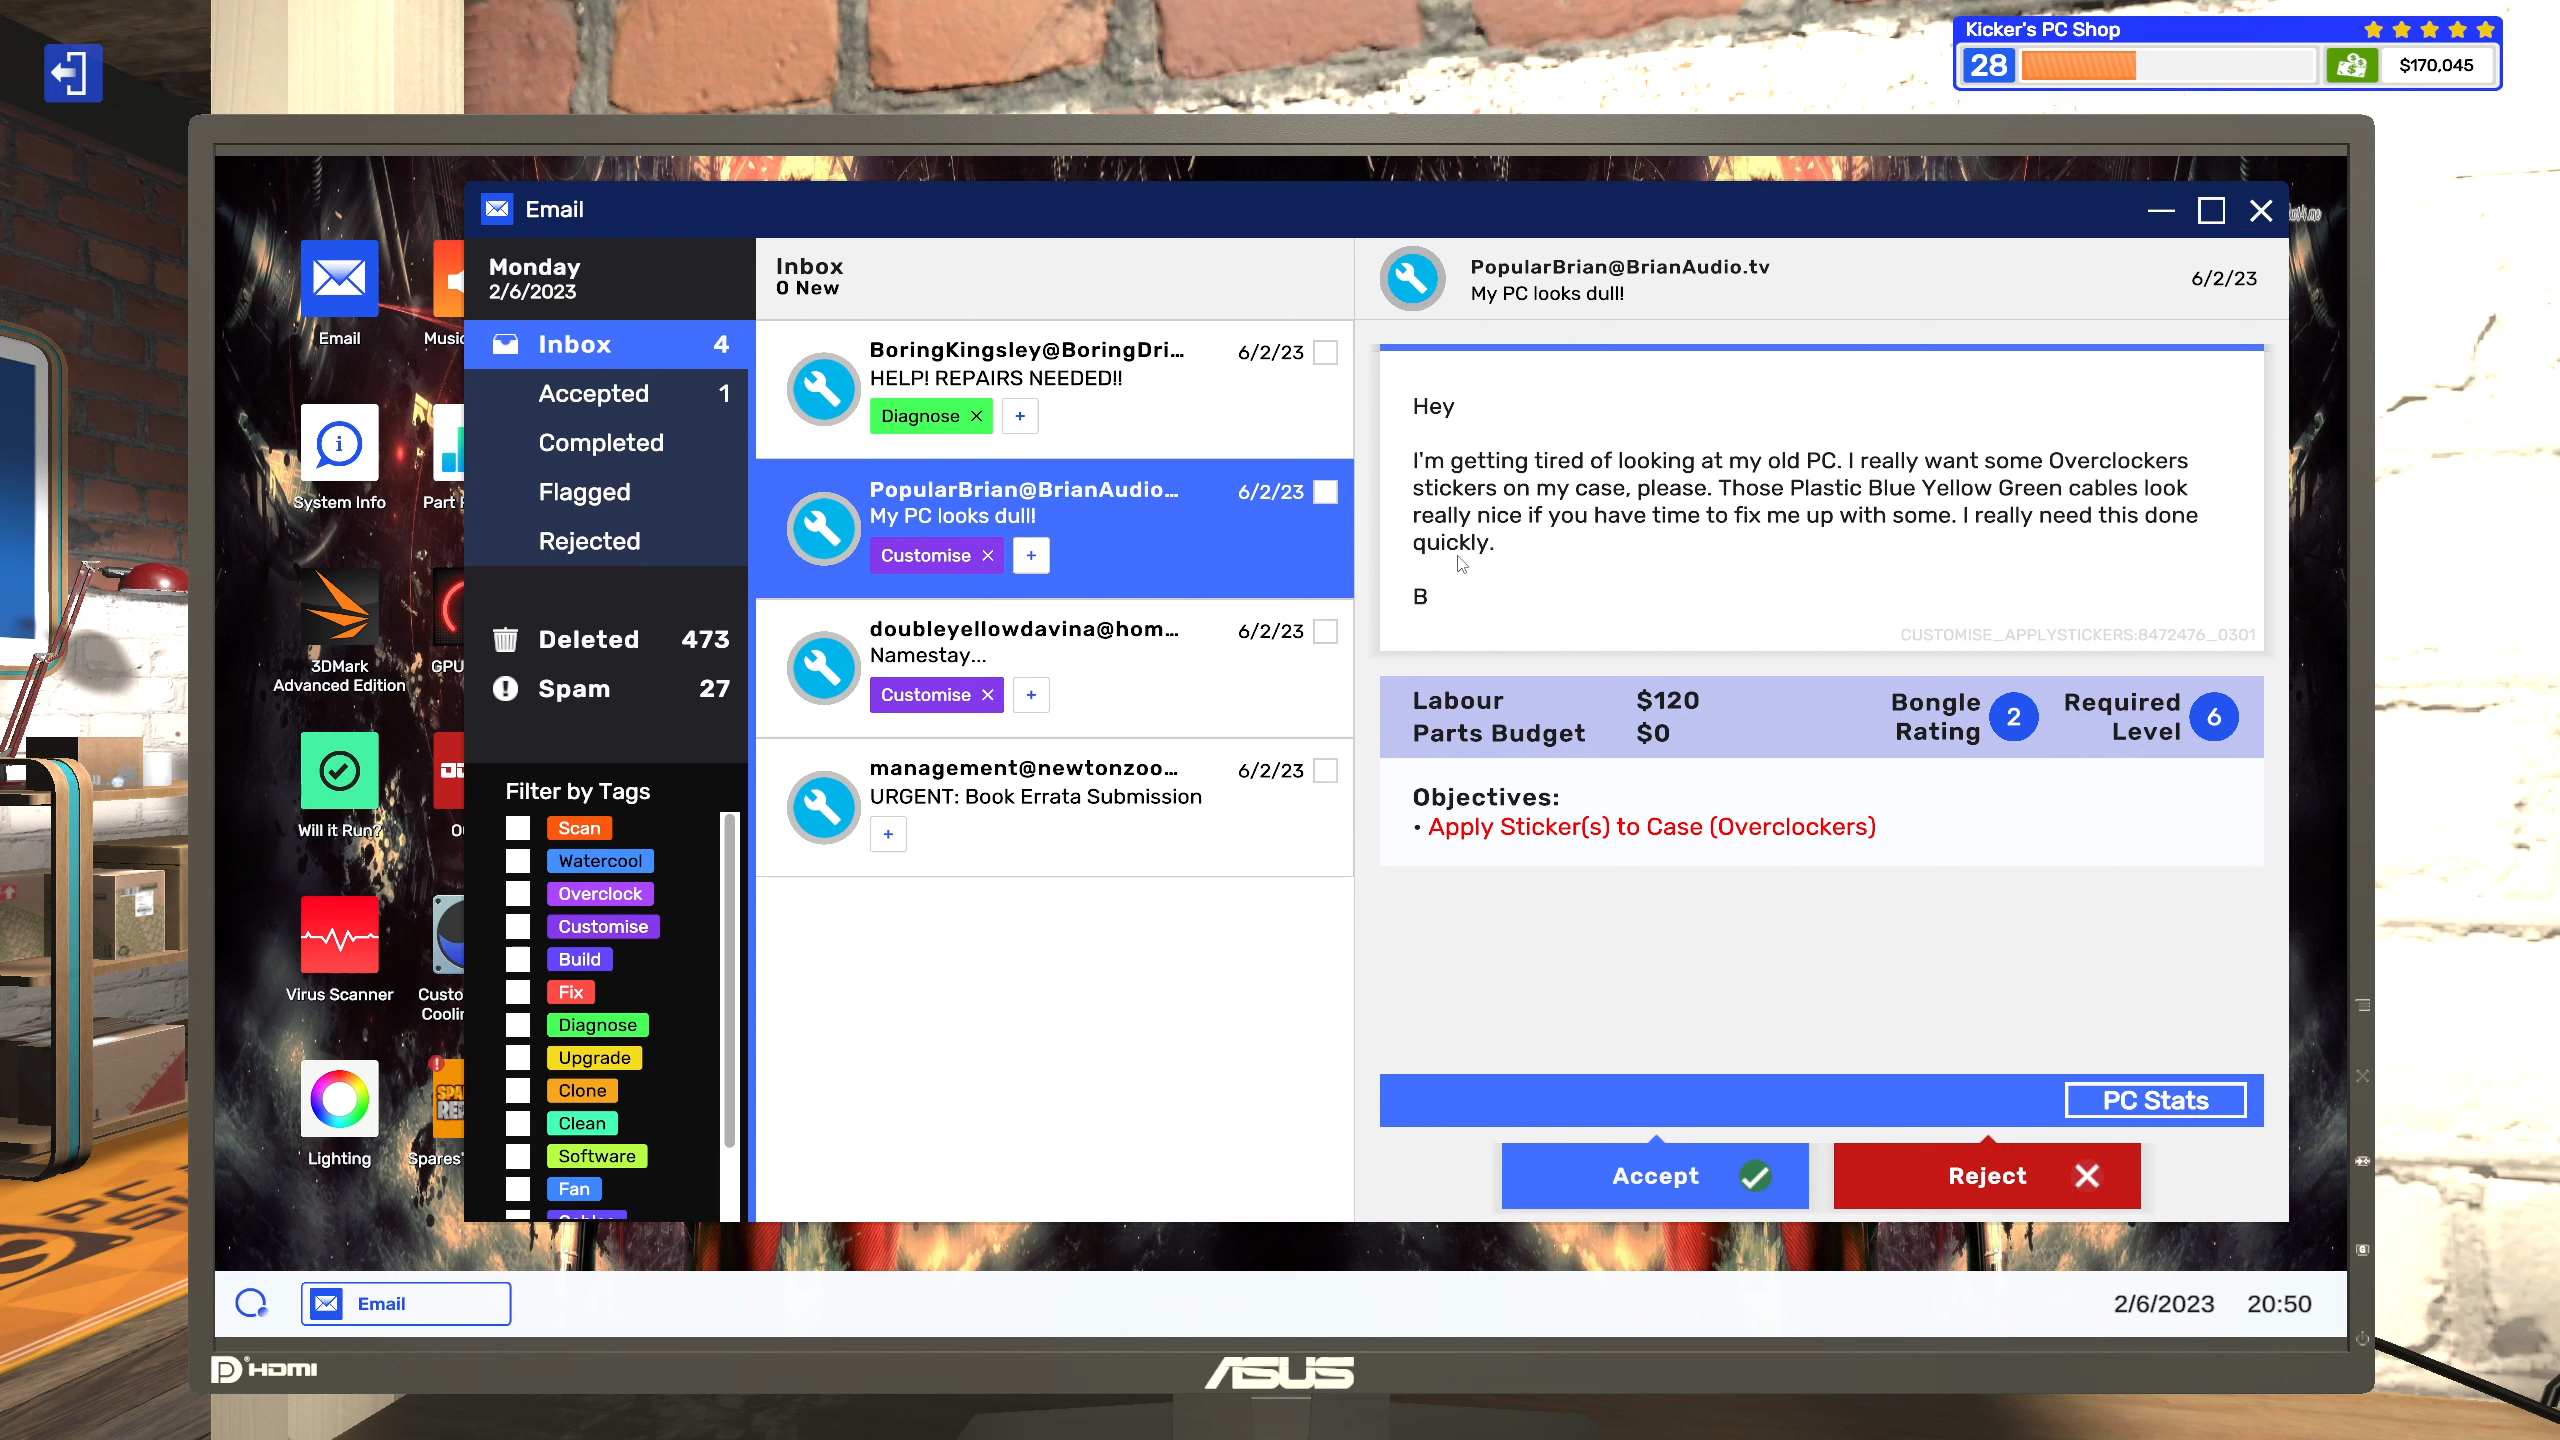 Kicker's PC Shop
28
$170,045
Email
Monday
2/6/2023
Inbox 4
Accepted 1
Completed
Flagged
Rejected
Deleted 473
Spam 27
Filter by Tags
Scan
Watercool
Overclock
Customise
Build
Fix
Diagnose
Upgrade
Clone
Clean
Software
Fan
Inbox
0 New
BoringKingsley@BoringDri... 6/2/23
HELP! REPAIRS NEEDED!!
Diagnose × +
PopularBrian@BrianAudio... 6/2/23
My PC looks dull!
Customise × +
doubleyellowdavina@hom... 6/2/23
Namestay...
Customise × +
management@newtonzoo... 6/2/23
URGENT: Book Errata Submission
+
PopularBrian@BrianAudio.tv
My PC looks dull!
6/2/23
Hey
I'm getting tired of looking at my old PC. I really want some Overclockers
stickers on my case, please. Those Plastic Blue Yellow Green cables look
really nice if you have time to fix me up with some. I really need this done
quickly.
B
CUSTOMISE_APPLYSTICKERS:8472476_0301
Labour $120
Parts Budget $0
Bongle
Rating 2
Required
Level 6
Objectives:
• Apply Sticker(s) to Case (Overclockers)
PC Stats
Accept
Reject
Email
Music
System Info
Part
3DMark
Advanced Edition
GPU
Will it Run?
Virus Scanner
Custo
Coolin
Lighting
Spares'
Email
2/6/2023 20:50
HDMI
ASUS